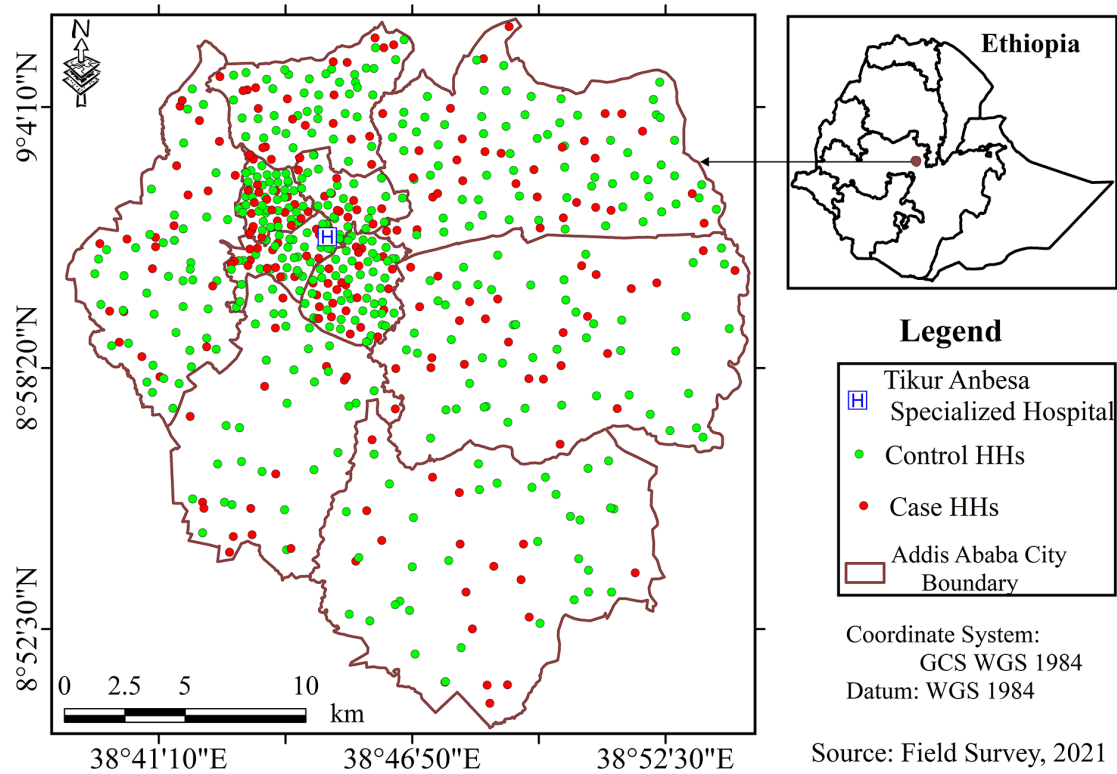 N
Ethiopia
9°4'10"N
8°58'20"N
8°52'30"N
H
Legend
H
Tikur Anbesa
Specialized Hospital
Control HHs
Case HHs
Addis Ababa City
Boundary
Coordinate System:
GCS WGS 1984
Datum: WGS 1984
0 2.5 5 10
km
38°41'10"E 38°46'50"E 38°52'30"E
Source: Field Survey, 2021